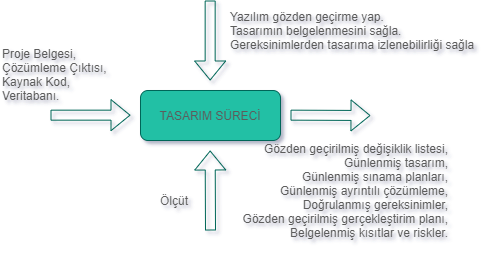 Yazılım gözden geçirme yap.
Tasarımın belgelenmesini sağla.
Gereksinimlerden tasarıma izlenebilirliği sağla
Proje Belgesi,
Çözümleme Çıktısı,
Kaynak Kod,
Veritabanı.
TASARIM SÜRECİ
Gözden geçirilmiş değişiklik listesi,
Günlenmiş tasarım,
Günlenmiş sınama planları,
Günlenmiş ayrıntılı çözümleme,
Doğrulanmış gereksinimler,
Gözden geçirilmiş gerçekleştirim planı,
Belgelenmiş kısıtlar ve riskler.
Ölçüt